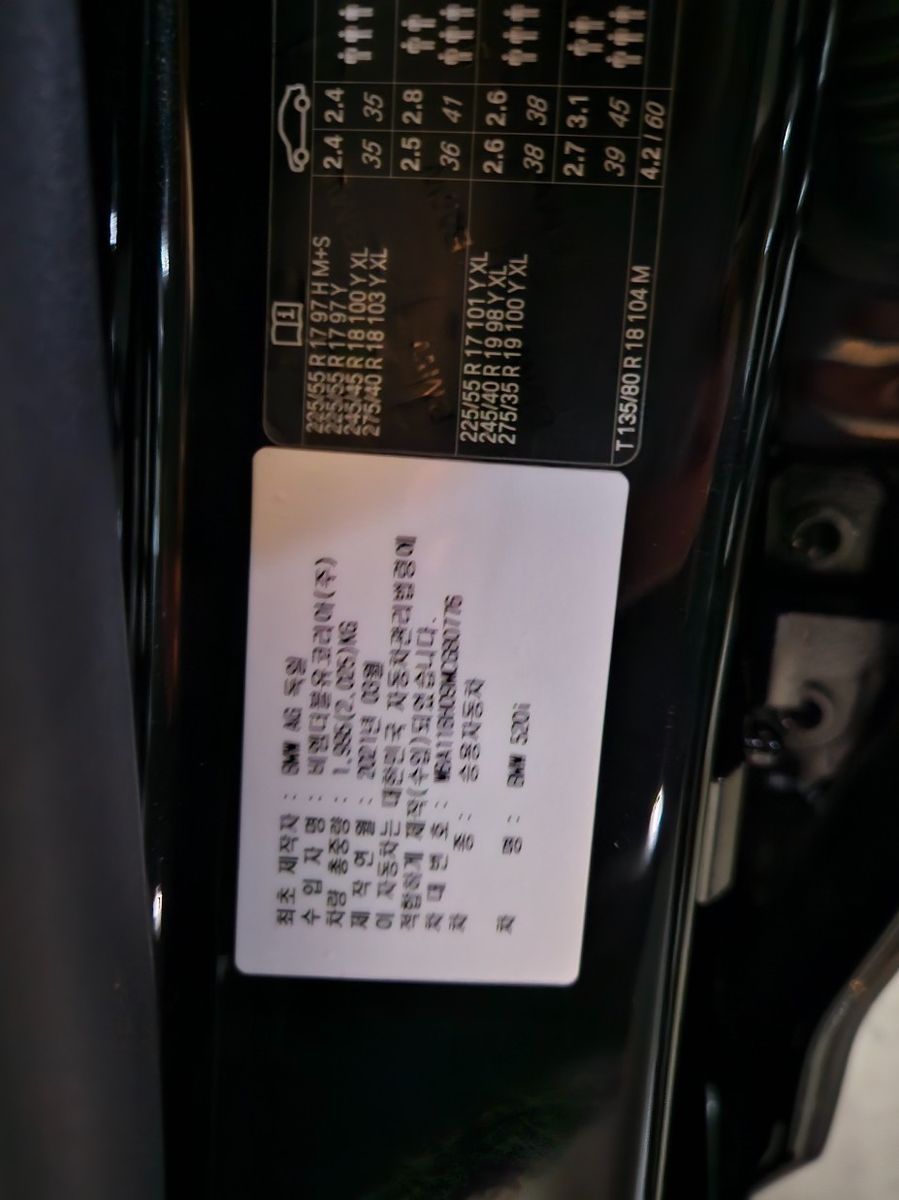 225/55 R 17 97 H M+S
225/55 R 17 97 Y
245/45 R 18 100 Y XL
275/40 R 18 103 Y XL
2.4 2.4
35 35
2.5 2.8
36 41
225/55 R 17 101 Y XL
245/40 R 19 98 Y XL
275/35 R 19 100 Y XL
2.6 2.6
38 38
2.7 3.1
39 45
T 135/80 R 18 104 M
4.2 / 60
최초 제작자 : BMW AG 독일
수 입 자 명 : 비엠더블유코리아(주)
차량 총중량 :
제 작 연 월 : 2021년 03월
이 자동차는 대한민국 자동차관리법령에
적합하게 제작(수입)되었습니다.
차 대 번 호 :
차 종 : 승용자동차
차 명 : BMW 520i